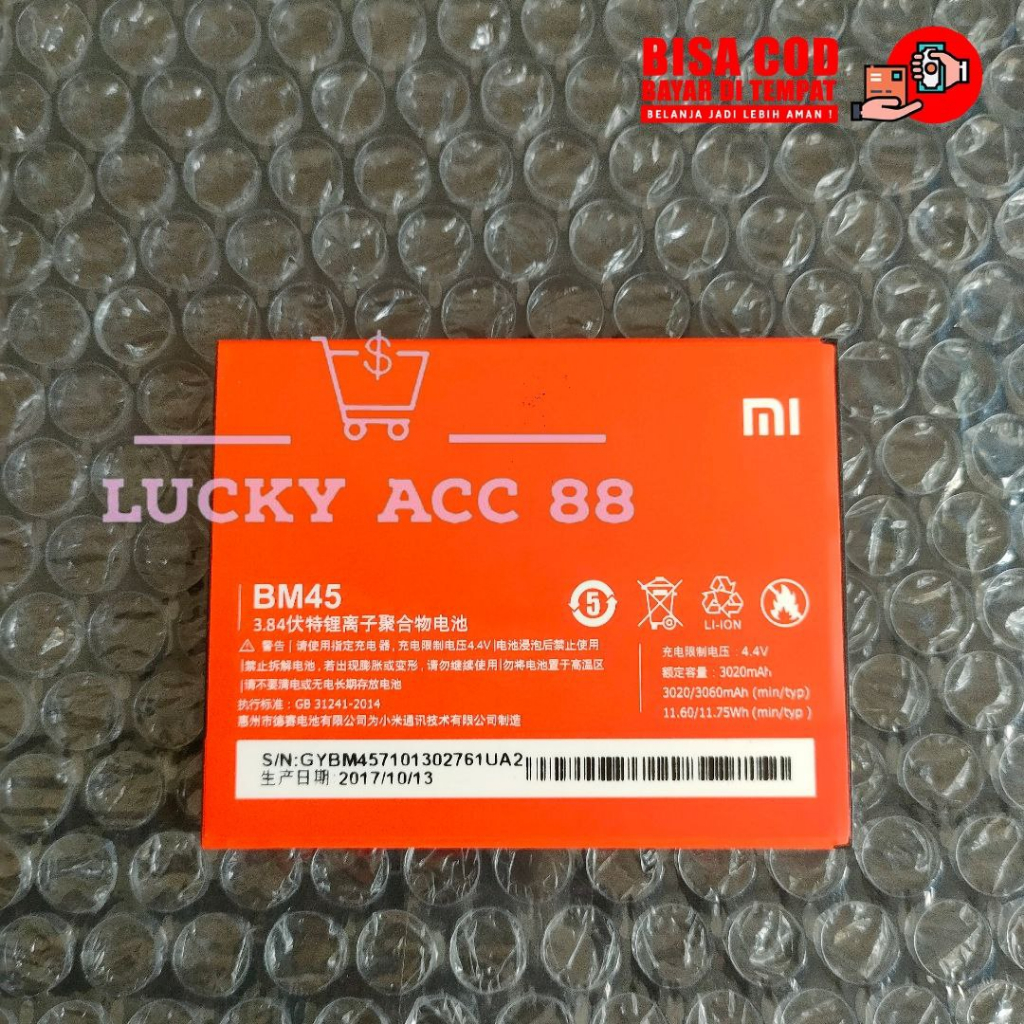 BISA COD
BAYAR DI TEMPAT
BELANJA JADI LEBIH AMAN !
mi
LUCKY ACC 88
BM45
3.84伏特锂离子聚合物电池
5
LI-ION
警告 | 请使用指定充电器, 充电限制电压4.4V |电池浸泡后禁止使用
|禁止拆解电池, 若出现膨胀或变形, 请勿继续使用 |勿将电池置于高温区
|请不要满电或无电长期存放电池
执行标准: GB 31241-2014
惠州市德赛电池有限公司为小米通讯技术有限公司制造
充电限制电压 : 4.4V
额定容量 : 3020mAh
3020/3060mAh (min/typ)
11.60/11.75Wh (min/typ )
S/N:GYBM457101302761UA2
生产日期: 2017/10/13